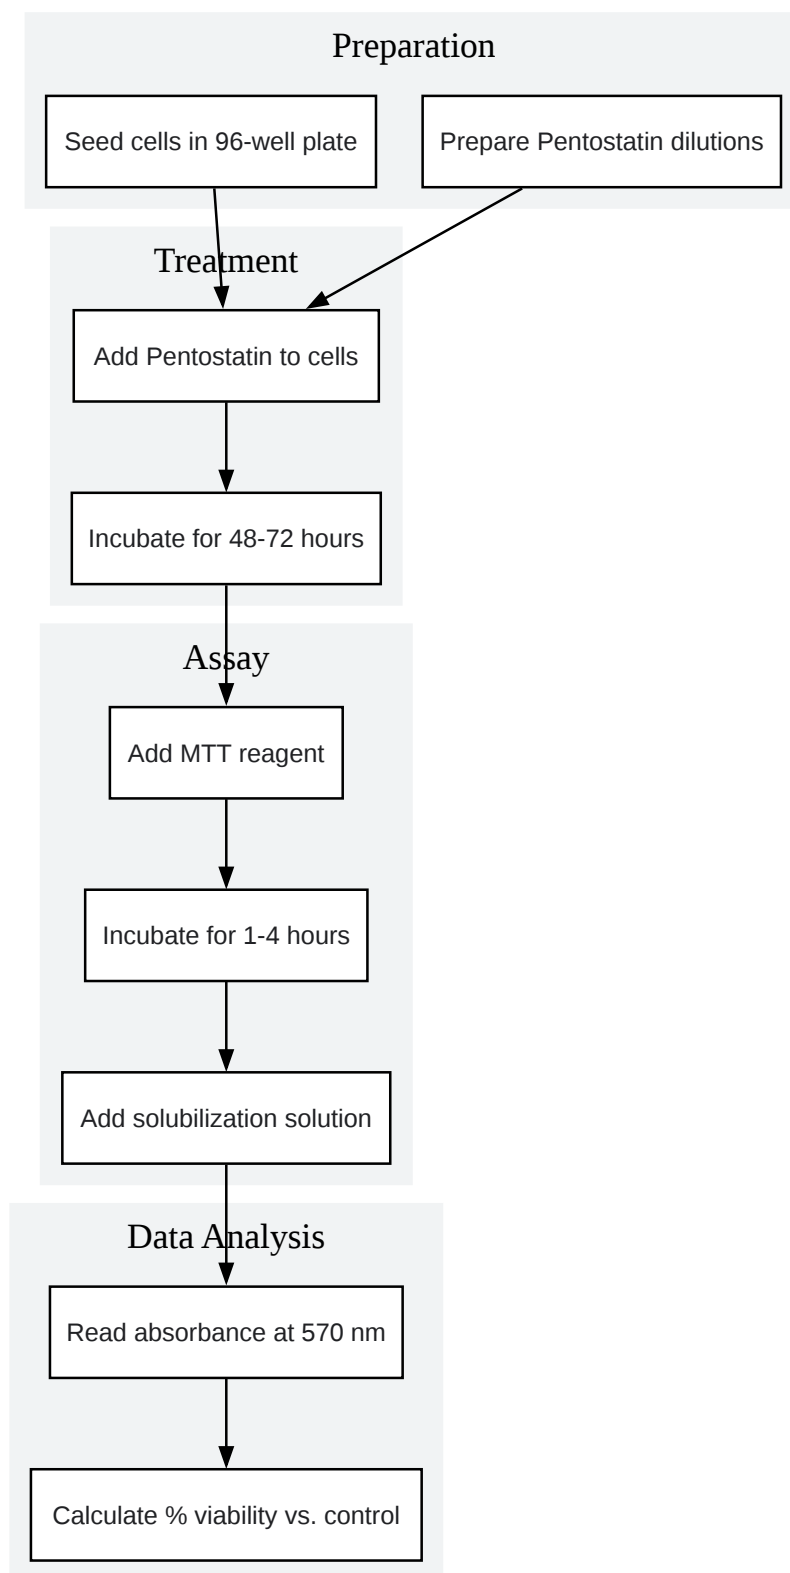 Preparation
Seed cells in 96-well plate
Prepare Pentostatin dilutions
Treatment
Add Pentostatin to cells
Incubate for 48-72 hours
Assay
Add MTT reagent
Incubate for 1-4 hours
Add solubilization solution
Data Analysis
Read absorbance at 570 nm
Calculate % viability vs. control